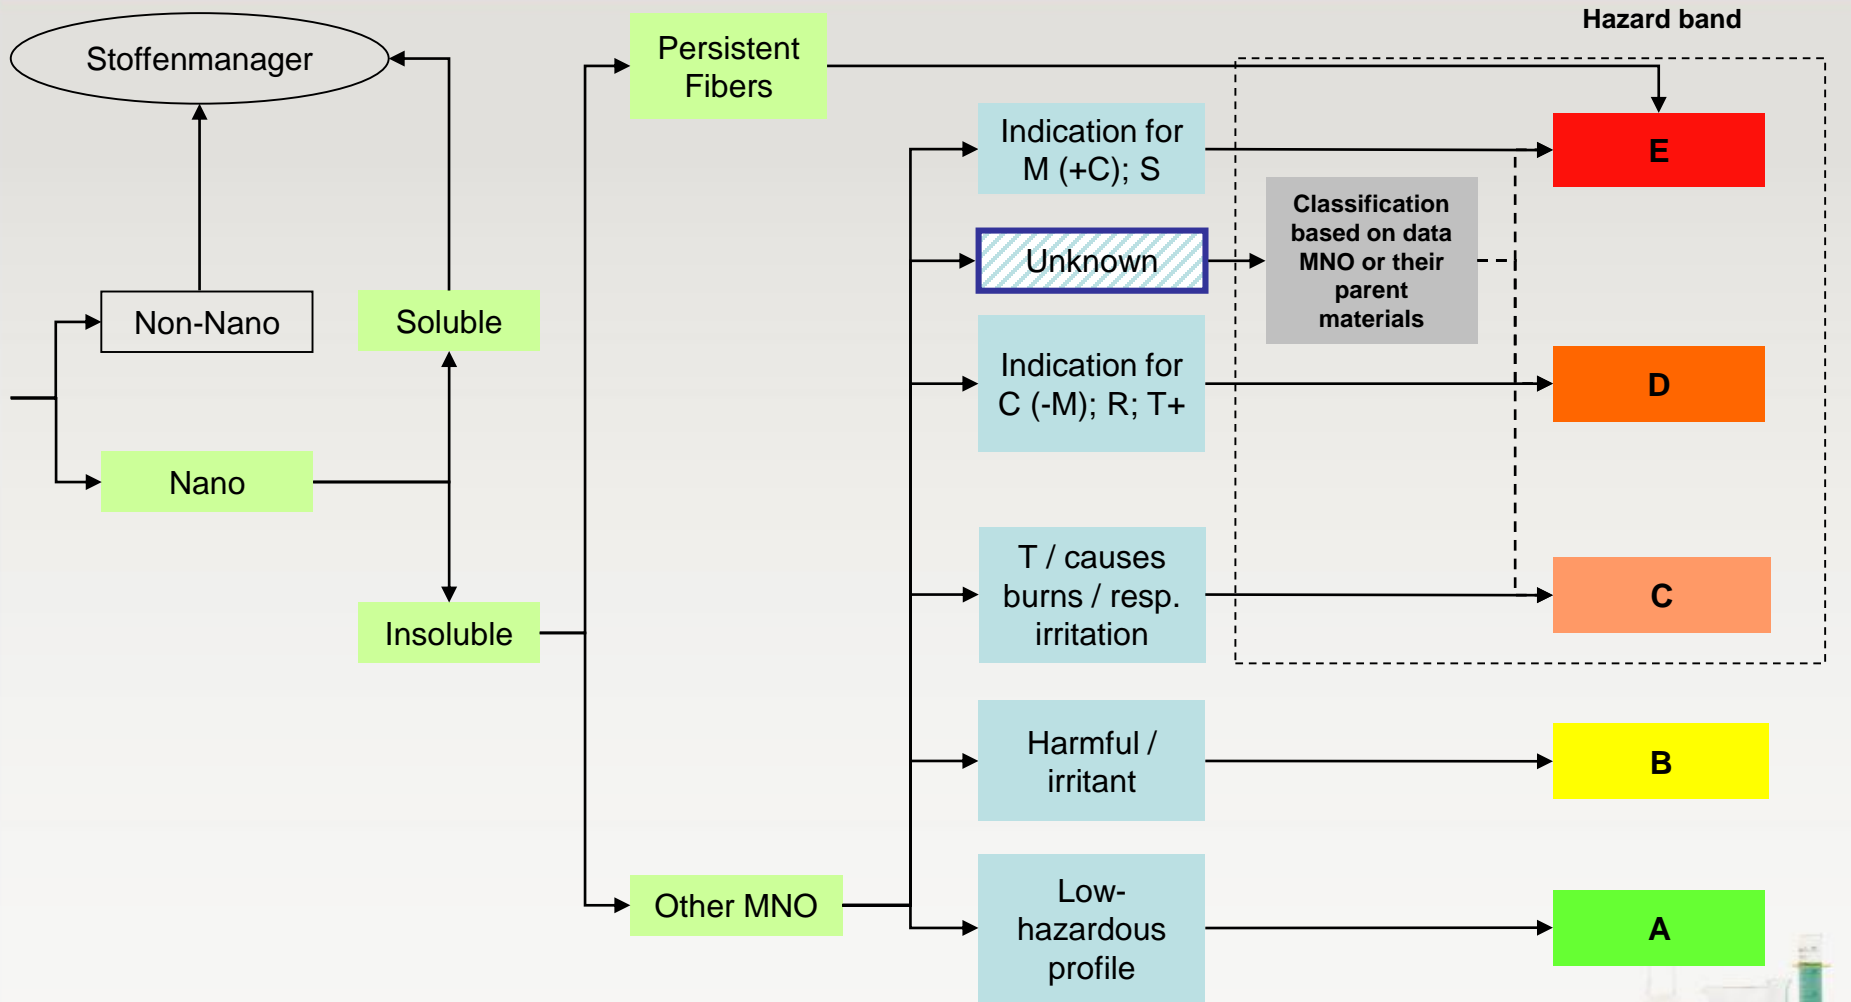 Hazard band
Stoffenmanager
Persistent
Fibers
Indication for
M (+C); S
E
Classification
based on data
MNO or their
parent
materials
Unknown
Non-Nano
Soluble
Indication for
C (-M); R; T+
D
Nano
T / causes
burns / resp.
irritation
C
Insoluble
Harmful /
irritant
B
Other MNO
Low-
hazardous
profile
A